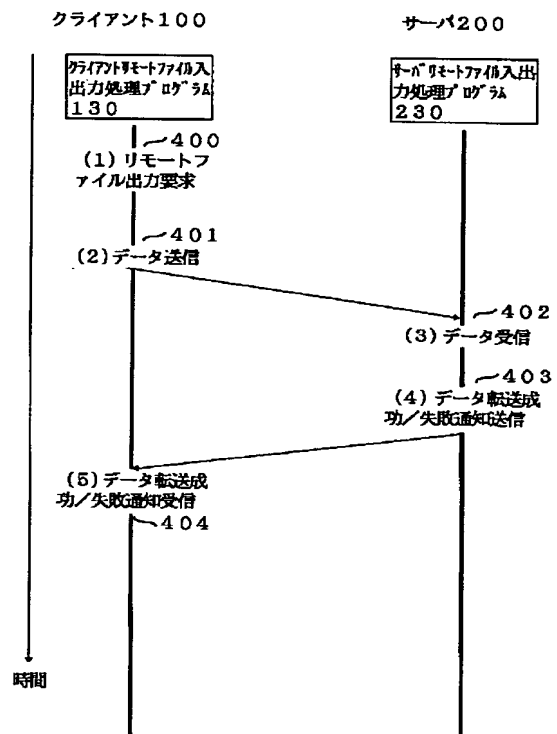 クライアント100
サーバ200
クライアントリモートファイル入
出力処理プログラム
130
サーバリモートファイル入出
力処理プログラム
230
400
(1)リモートフ
ァイル出力要求
401
(2)データ送信
402
(3)データ受信
403
(4)データ転送成
功/失敗通知送信
(5)データ転送成
功/失敗通知受信
404
時間